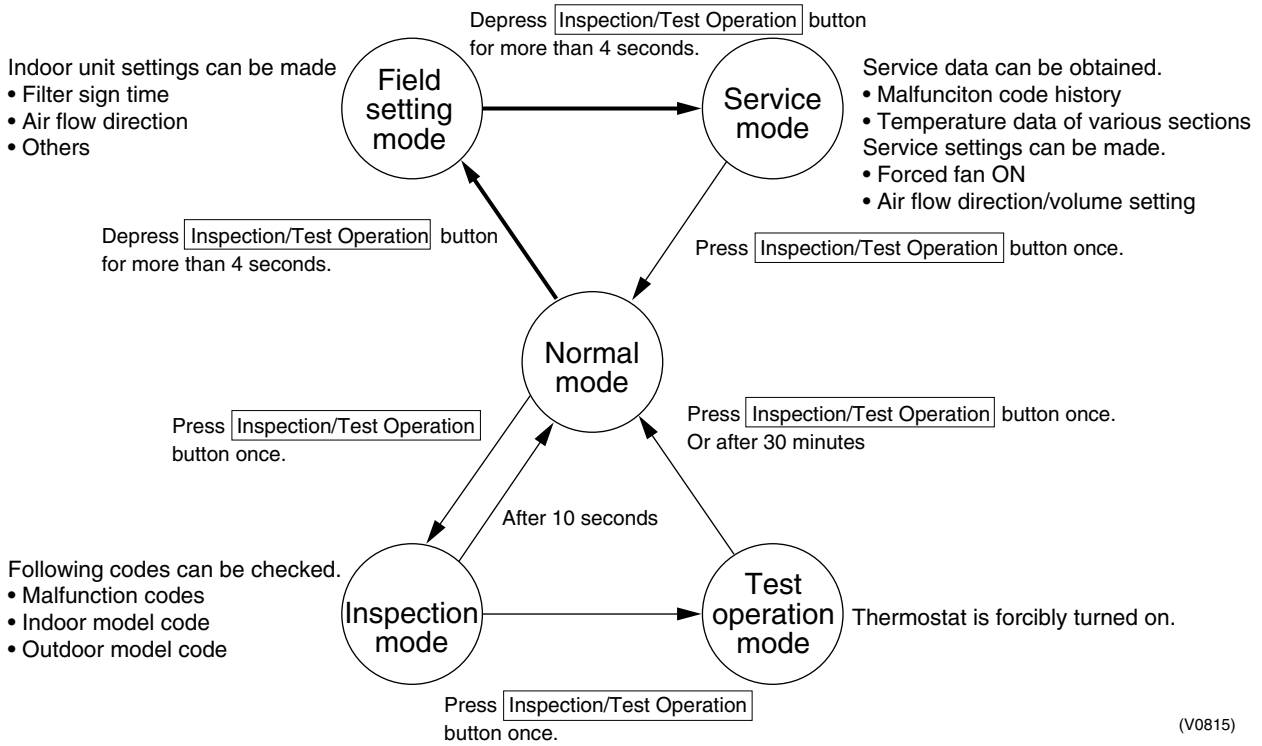 Depress Inspection/Test Operation button
for more than 4 seconds.
Indoor unit settings can be made
• Filter sign time
• Air flow direction
• Others
Field
setting
mode
Service
mode
Service data can be obtained.
• Malfunciton code history
• Temperature data of various sections
Service settings can be made.
• Forced fan ON
• Air flow direction/volume setting
Depress Inspection/Test Operation button
for more than 4 seconds.
Press Inspection/Test Operation button once.
Normal
mode
Press Inspection/Test Operation
button once.
Press Inspection/Test Operation button once.
Or after 30 minutes
After 10 seconds
Following codes can be checked.
• Malfunction codes
• Indoor model code
• Outdoor model code
Inspection
mode
Test
operation
mode
Thermostat is forcibly turned on.
Press Inspection/Test Operation
button once.
(V0815)